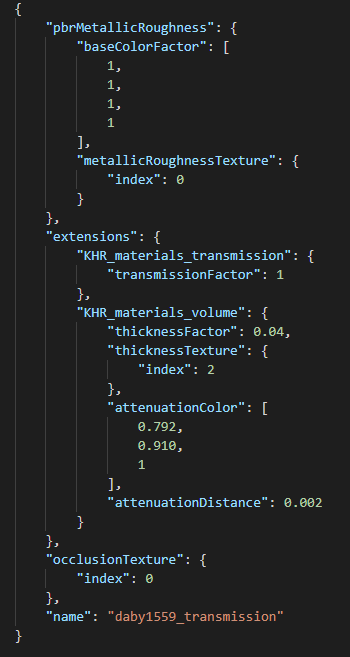 {
    "pbrMetallicRoughness": {
        "baseColorFactor": [
            1,
            1,
            1,
            1
        ],
        "metallicRoughnessTexture": {
            "index": 0
        }
    },
    "extensions": {
        "KHR_materials_transmission": {
            "transmissionFactor": 1
        },
        "KHR_materials_volume": {
            "thicknessFactor": 0.04,
            "thicknessTexture": {
                "index": 2
            },
            "attenuationColor": [
                0.792,
                0.910,
                1
            ],
            "attenuationDistance": 0.002
        }
    },
    "occlusionTexture": {
        "index": 0
    },
    "name": "daby1559_transmission"
}